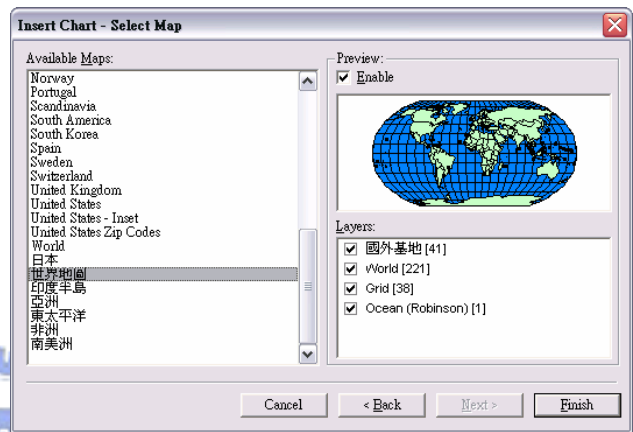 Insert Chart - Select Map
Available Maps:
Norway
Portugal
Scandinavia
South America
South Korea
Spain
Sweden
Switzerland
United Kingdom
United States
United States - Inset
United States Zip Codes
World
日本
世界地圖
印度半島
亞洲
東太平洋
非洲
南美洲
Preview:
Enable
Layers:
國外基地 [41]
World [221]
Grid [38]
Ocean (Robinson) [1]
Cancel
< Back
Next >
Finish